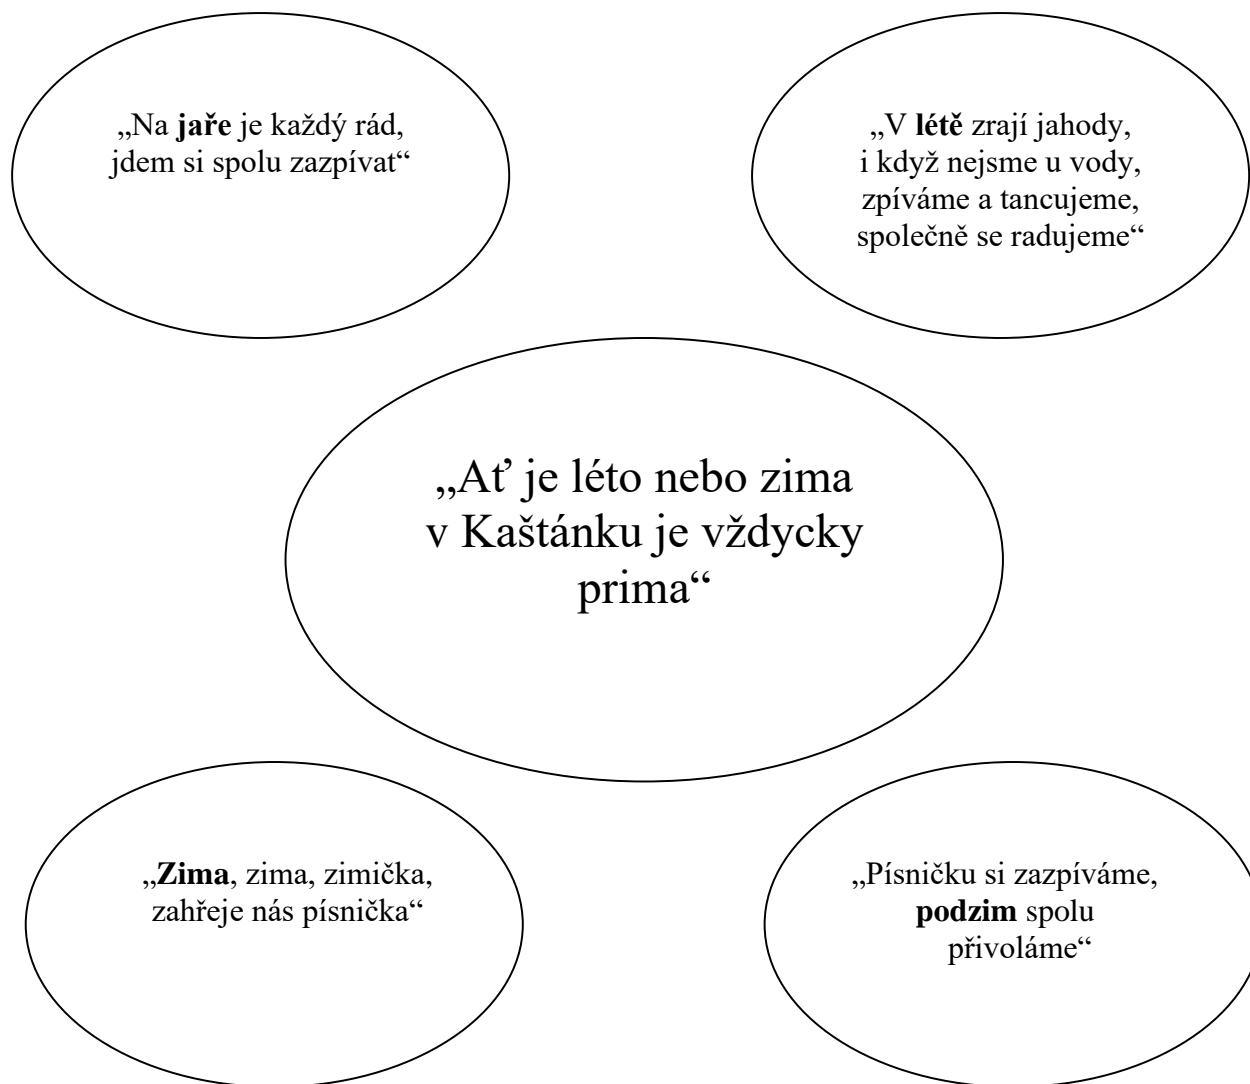 „Na jaře je každý rád,
jdem si spolu zazpívat“
„V létě zrají jahody,
i když nejsme u vody,
zpíváme a tancujeme,
společně se radujeme“
„Ať je léto nebo zima
v Kaštánku je vždycky
prima“
„Zima, zima, zimička,
zahřeje nás písnička“
„Písničku si zazpíváme,
podzim spolu
přivoláme“